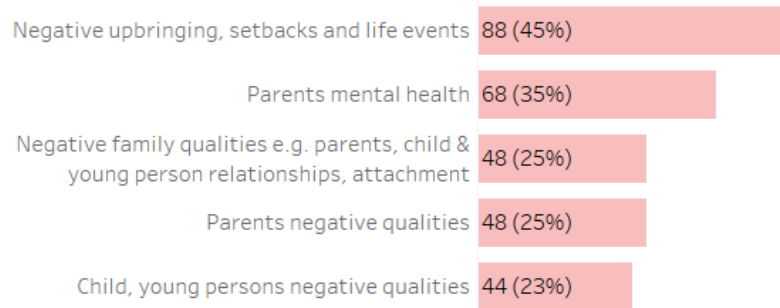 Negative upbringing, setbacks and life events 88 (45%)
Parents mental health 68 (35%)
Negative family qualities e.g. parents, child &
young person relationships, attachment 48 (25%)
Parents negative qualities 48 (25%)
Child, young persons negative qualities 44 (23%)